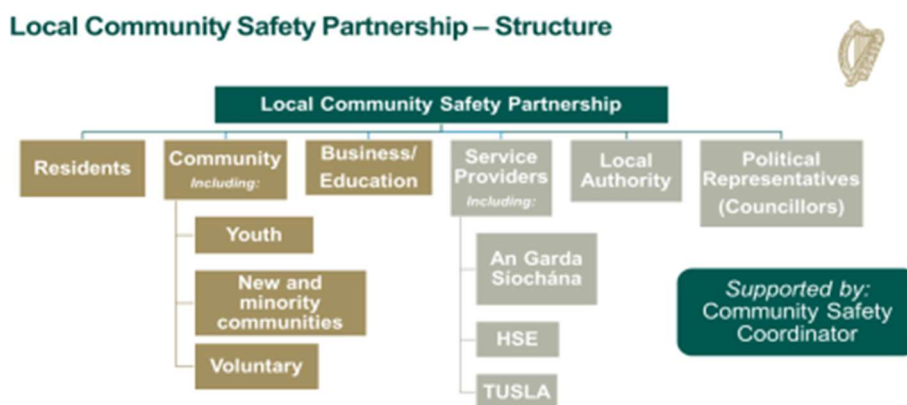 Local Community Safety Partnership – Structure
Local Community Safety Partnership
Residents
Community
Including:
Youth
New and
minority
communities
Voluntary
Business/
Education
Service
Providers
Including:
An Garda
Síochána
HSE
TUSLA
Local
Authority
Political
Representatives
(Councillors)
Supported by:
Community Safety
Coordinator